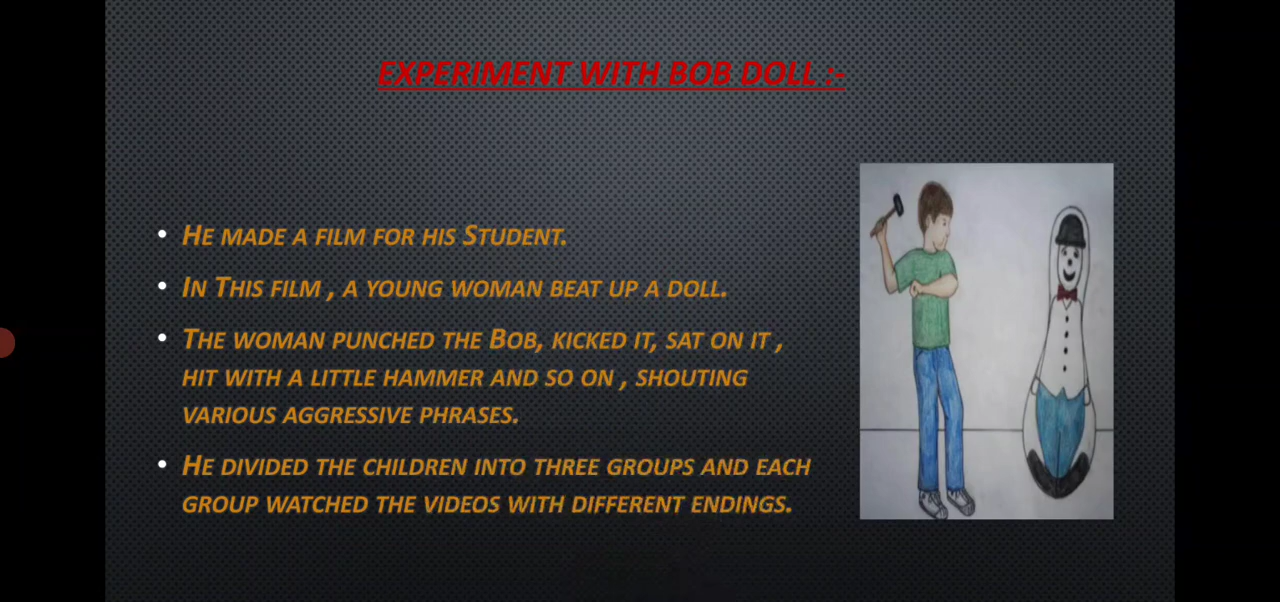 EXPERIMENT WITH BOB DOLL :-
• HE MADE A FILM FOR HIS STUDENT.
• IN THIS FILM , A YOUNG WOMAN BEAT UP A DOLL.
• THE WOMAN PUNCHED THE BOB, KICKED IT, SAT ON IT ,
HIT WITH A LITTLE HAMMER AND SO ON , SHOUTING
VARIOUS AGGRESSIVE PHRASES.
• HE DIVIDED THE CHILDREN INTO THREE GROUPS AND EACH
GROUP WATCHED THE VIDEOS WITH DIFFERENT ENDINGS.